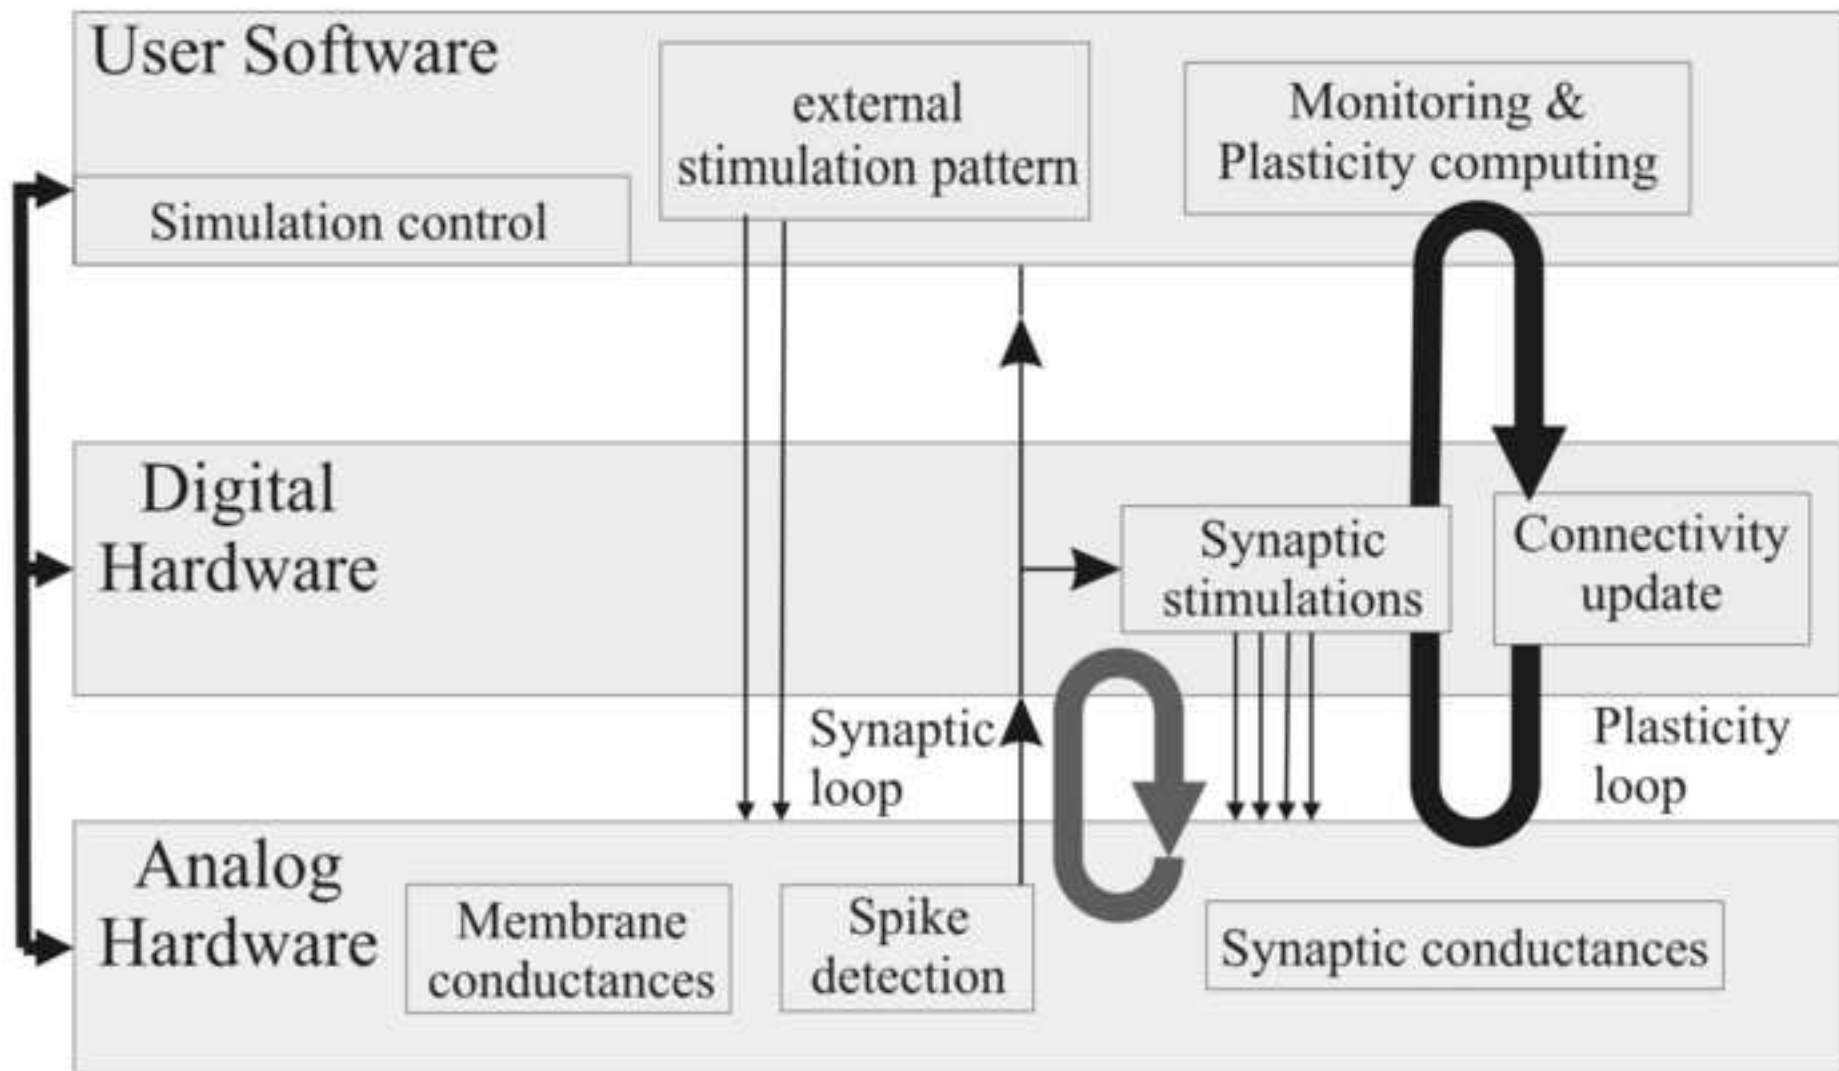 User Software
external
stimulation pattern
Monitoring &
Plasticity computing
Simulation control
Digital
Hardware
Synaptic
stimulations
Connectivity
update
Synaptic
loop
Plasticity
loop
Analog
Hardware
Membrane
conductances
Spike
detection
Synaptic conductances